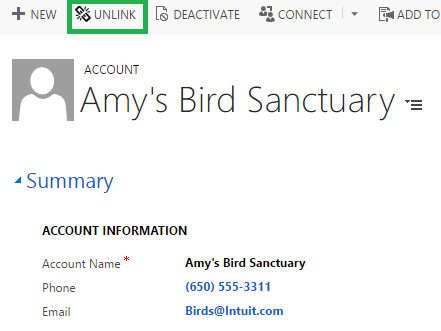 + NEW UNLINK DEACTIVATE CONNECT ADD TO
ACCOUNT
Amy's Bird Sanctuary
Summary
ACCOUNT INFORMATION
Account Name * Amy's Bird Sanctuary
Phone (650) 555-3311
Email Birds@Intuit.com